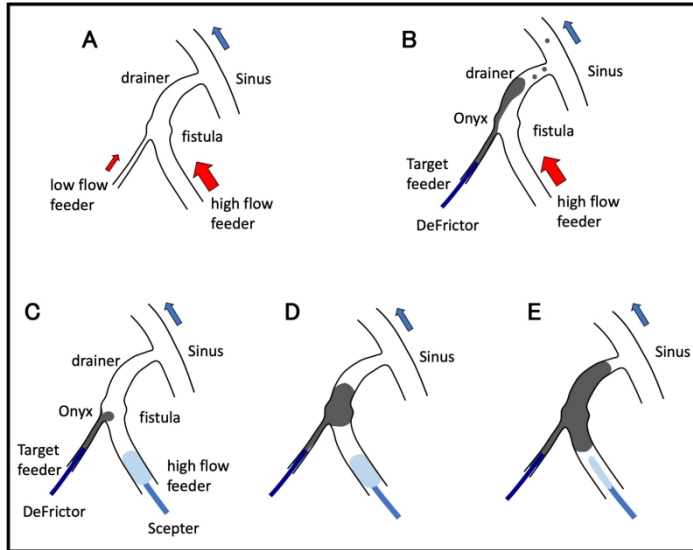 A
drainer
Sinus
fistula
low flow
feeder
high flow
feeder
B
drainer
Sinus
Onyx
fistula
Target
feeder
DeFrictor
high flow
feeder
C
drainer
Sinus
Onyx
fistula
Target
feeder
high flow
feeder
DeFrictor
Scepter
D
Sinus
E
Sinus